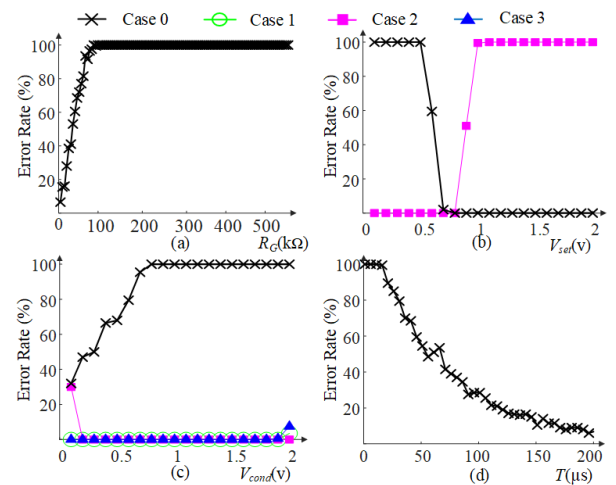 Case 0 Case 1 Case 2 Case 3
100
80
60
40
20
Error Rate (%)
0 100 200 300 400 500
(a) R_G(kΩ)
100
80
60
40
20
Error Rate (%)
0 0.5 1 1.5 2
(b) V_set(v)
100
80
60
40
20
Error Rate (%)
0 0.5 1 1.5 2
(c) V_cond(v)
100
80
60
40
20
Error Rate (%)
0 50 100 150 200
(d) T(μs)